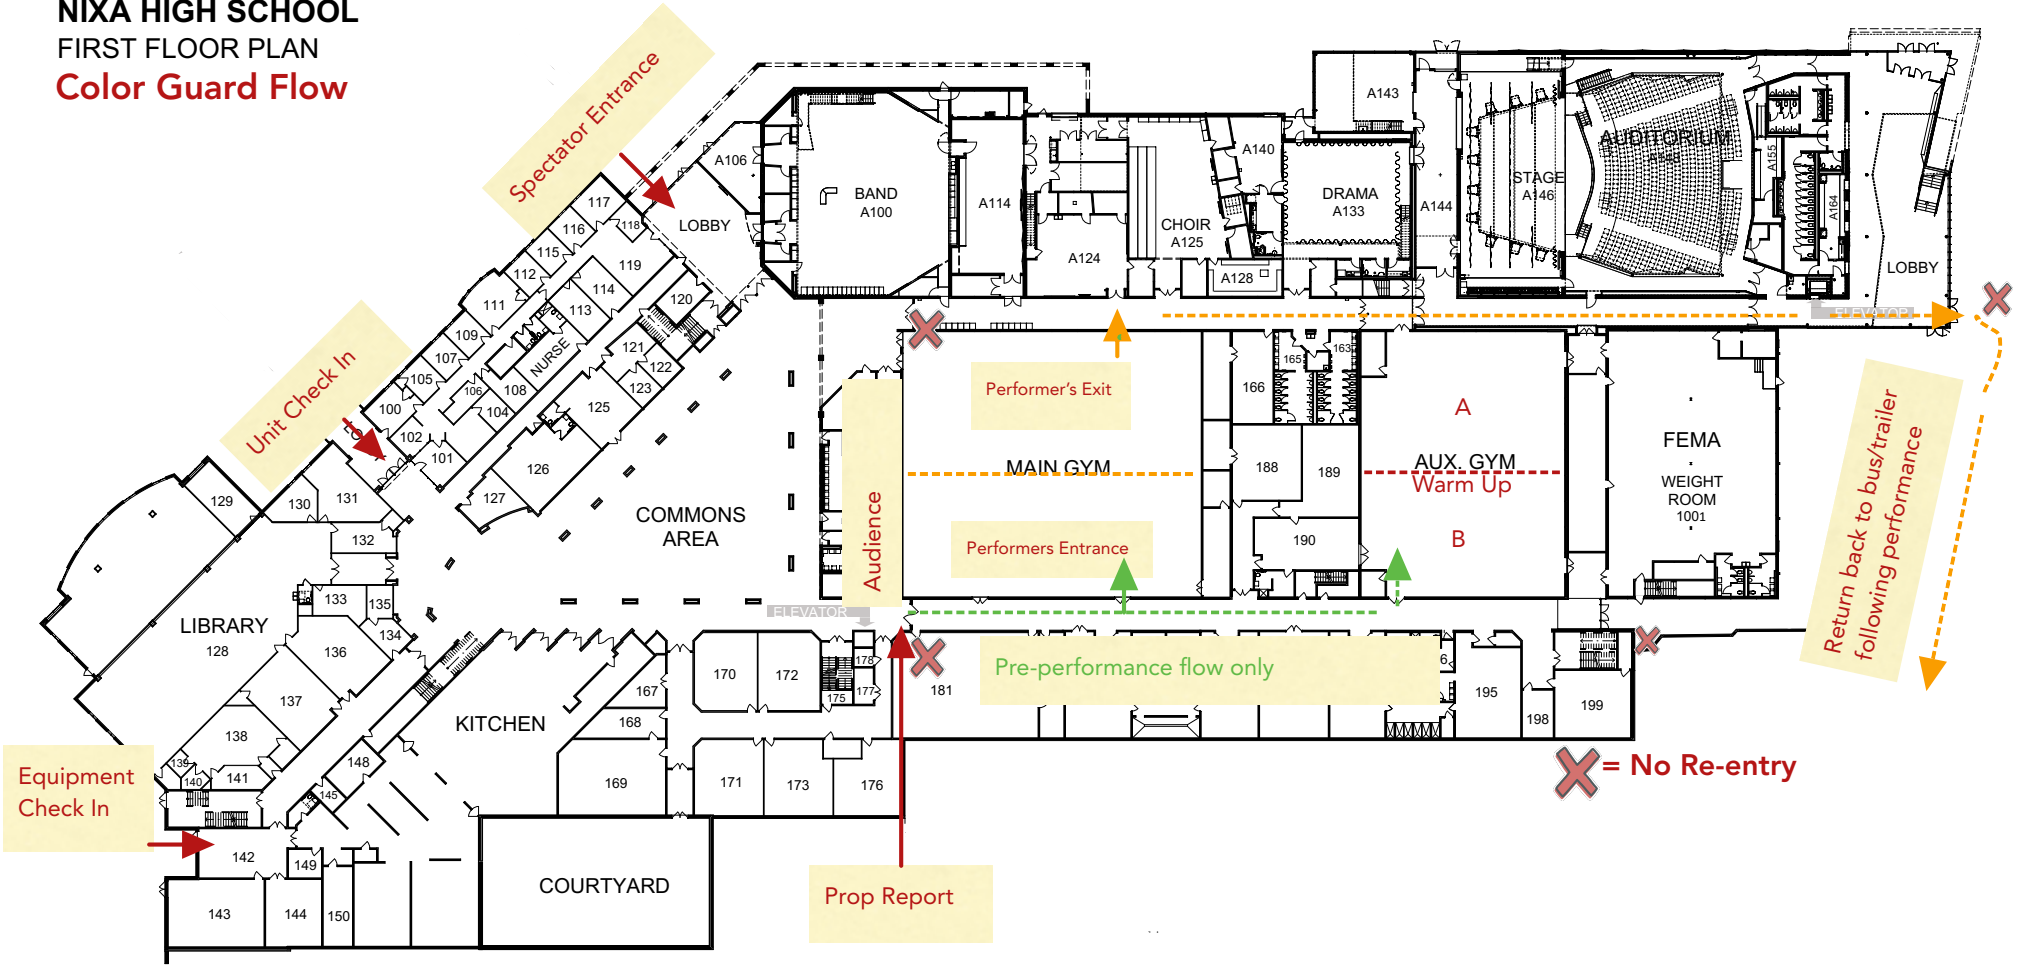 NIXA HIGH SCHOOL
FIRST FLOOR PLAN
Color Guard Flow
Spectator Entrance
Unit Check In
Equipment
Check In
Prop Report
Audience
Performer's Exit
Performers Entrance
Pre-performance flow only
Return back to bus/trailer
following performance
= No Re-entry
LOBBY
A106
BAND
A100
A114
A124
CHOIR
A125
A128
A140
DRAMA
A133
A143
A144
STAGE
A146
AUDITORIUM
A155
A164
LOBBY
ELEVATOR
117
118
116
115
119
112
114
120
111
113
109
NURSE
121
107
122
105
108
123
106
100
104
125
102
101
126
127
129
130
131
132
133
135
134
LIBRARY
128
136
137
138
139
140
141
142
143
144
145
148
149
150
COMMONS
AREA
ELEVATOR
KITCHEN
COURTYARD
167
168
169
170
172
171
173
175
176
177
178
181
MAIN GYM
166
165
163
188
189
190
A
AUX. GYM
Warm Up
B
FEMA
WEIGHT
ROOM
1001
6
195
198
199